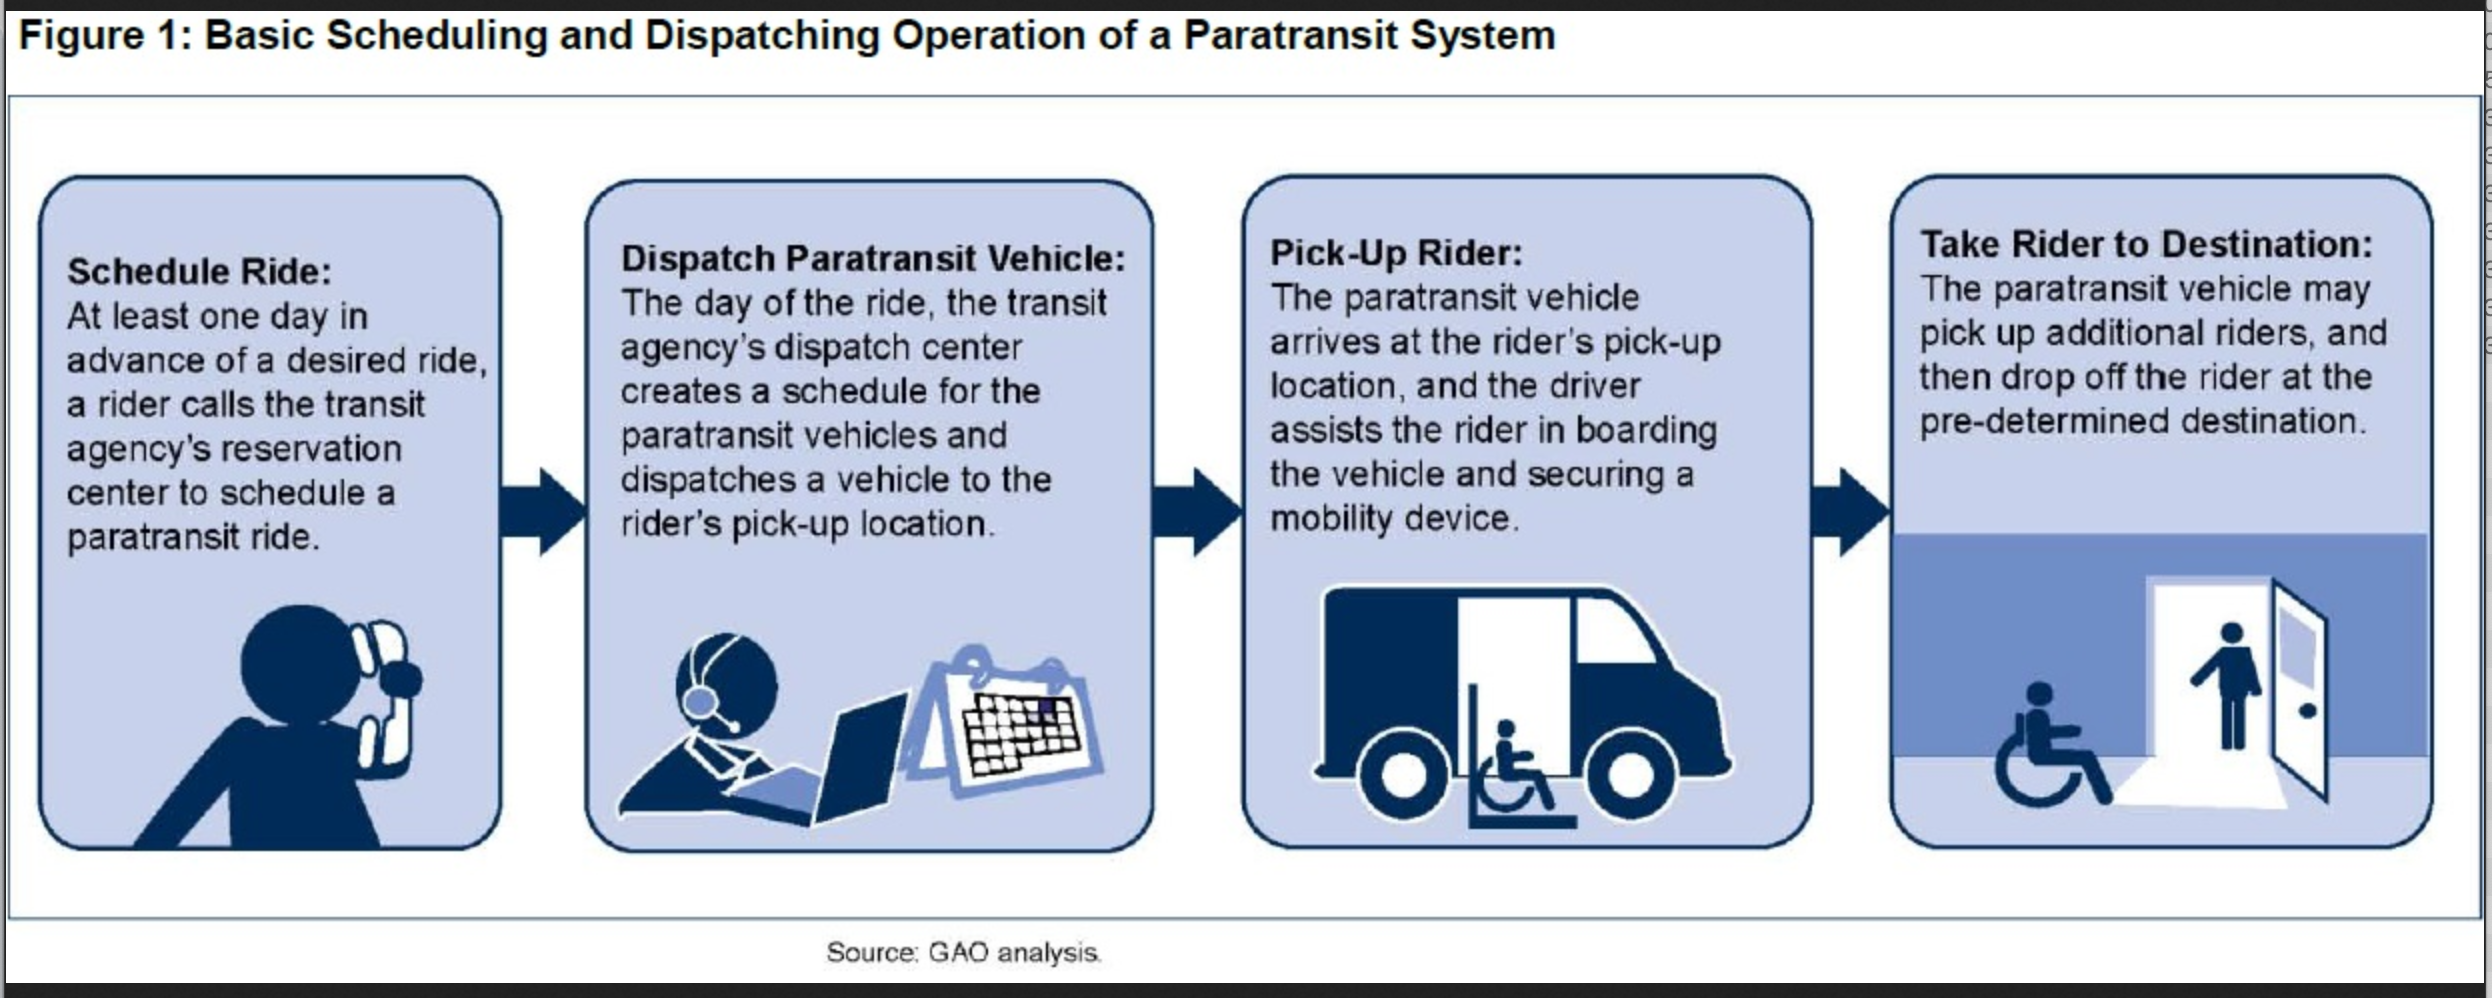 Figure 1: Basic Scheduling and Dispatching Operation of a Paratransit System
Schedule Ride:
At least one day in
advance of a desired ride,
a rider calls the transit
agency's reservation
center to schedule a
paratransit ride.
Dispatch Paratransit Vehicle:
The day of the ride, the transit
agency's dispatch center
creates a schedule for the
paratransit vehicles and
dispatches a vehicle to the
rider's pick-up location.
Pick-Up Rider:
The paratransit vehicle
arrives at the rider's pick-up
location, and the driver
assists the rider in boarding
the vehicle and securing a
mobility device.
Take Rider to Destination:
The paratransit vehicle may
pick up additional riders, and
then drop off the rider at the
pre-determined destination.
Source: GAO analysis.